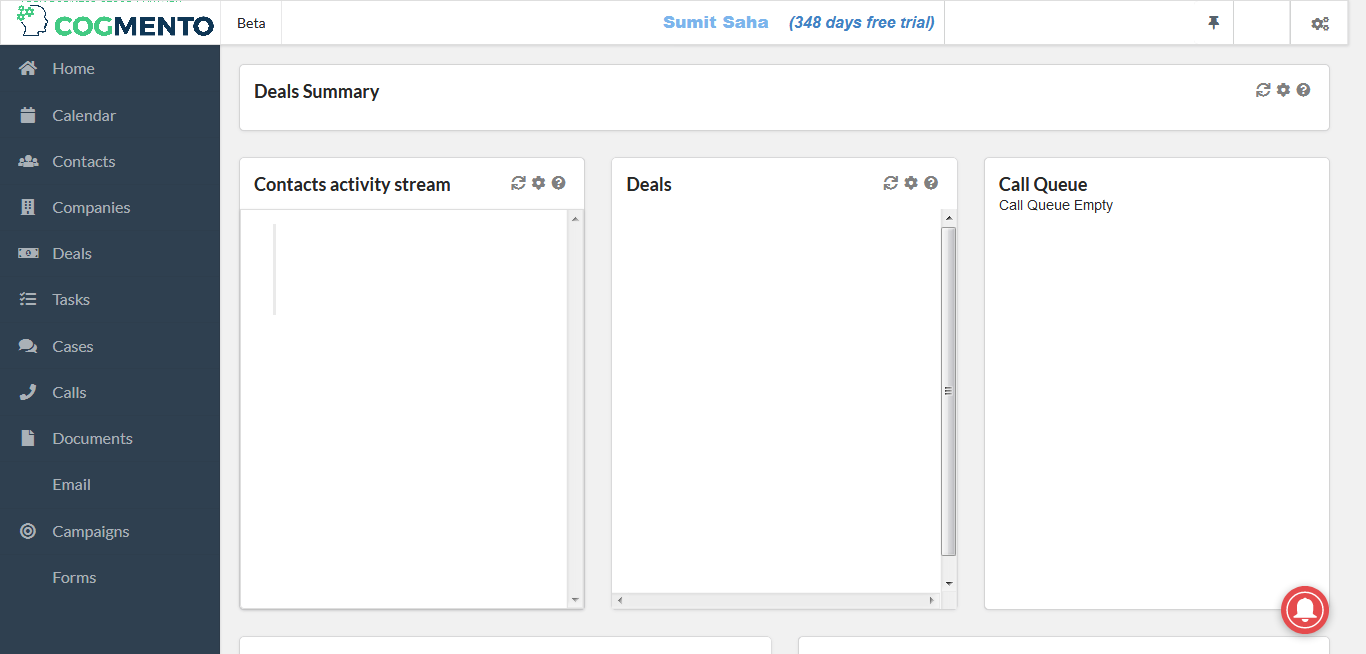 COGMENTO
Beta
Sumit Saha (348 days free trial)
Home
Calendar
Contacts
Companies
Deals
Tasks
Cases
Calls
Documents
Email
Campaigns
Forms
Deals Summary
Contacts activity stream
Deals
Call Queue
Call Queue Empty